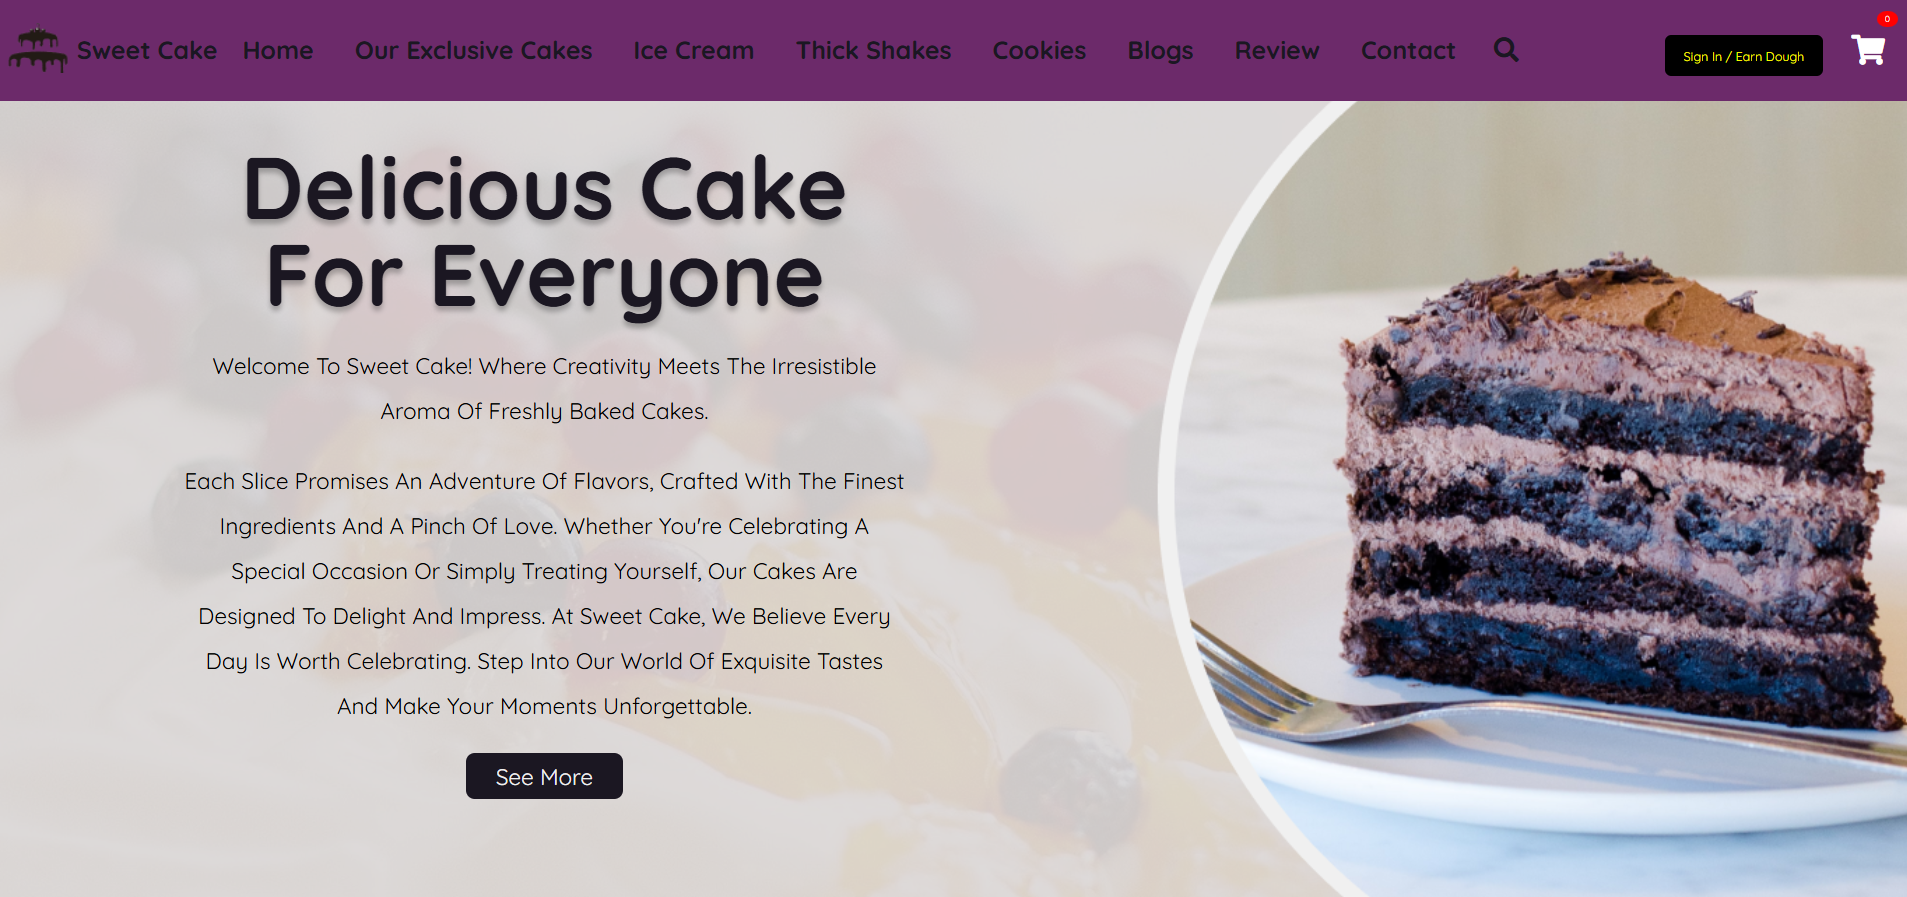 Sweet Cake Home Our Exclusive Cakes Ice Cream Thick Shakes Cookies Blogs Review Contact Sign In / Earn Dough 0
Delicious Cake
For Everyone
Welcome To Sweet Cake! Where Creativity Meets The Irresistible
Aroma Of Freshly Baked Cakes.
Each Slice Promises An Adventure Of Flavors, Crafted With The Finest
Ingredients And A Pinch Of Love. Whether You're Celebrating A
Special Occasion Or Simply Treating Yourself, Our Cakes Are
Designed To Delight And Impress. At Sweet Cake, We Believe Every
Day Is Worth Celebrating. Step Into Our World Of Exquisite Tastes
And Make Your Moments Unforgettable.
See More